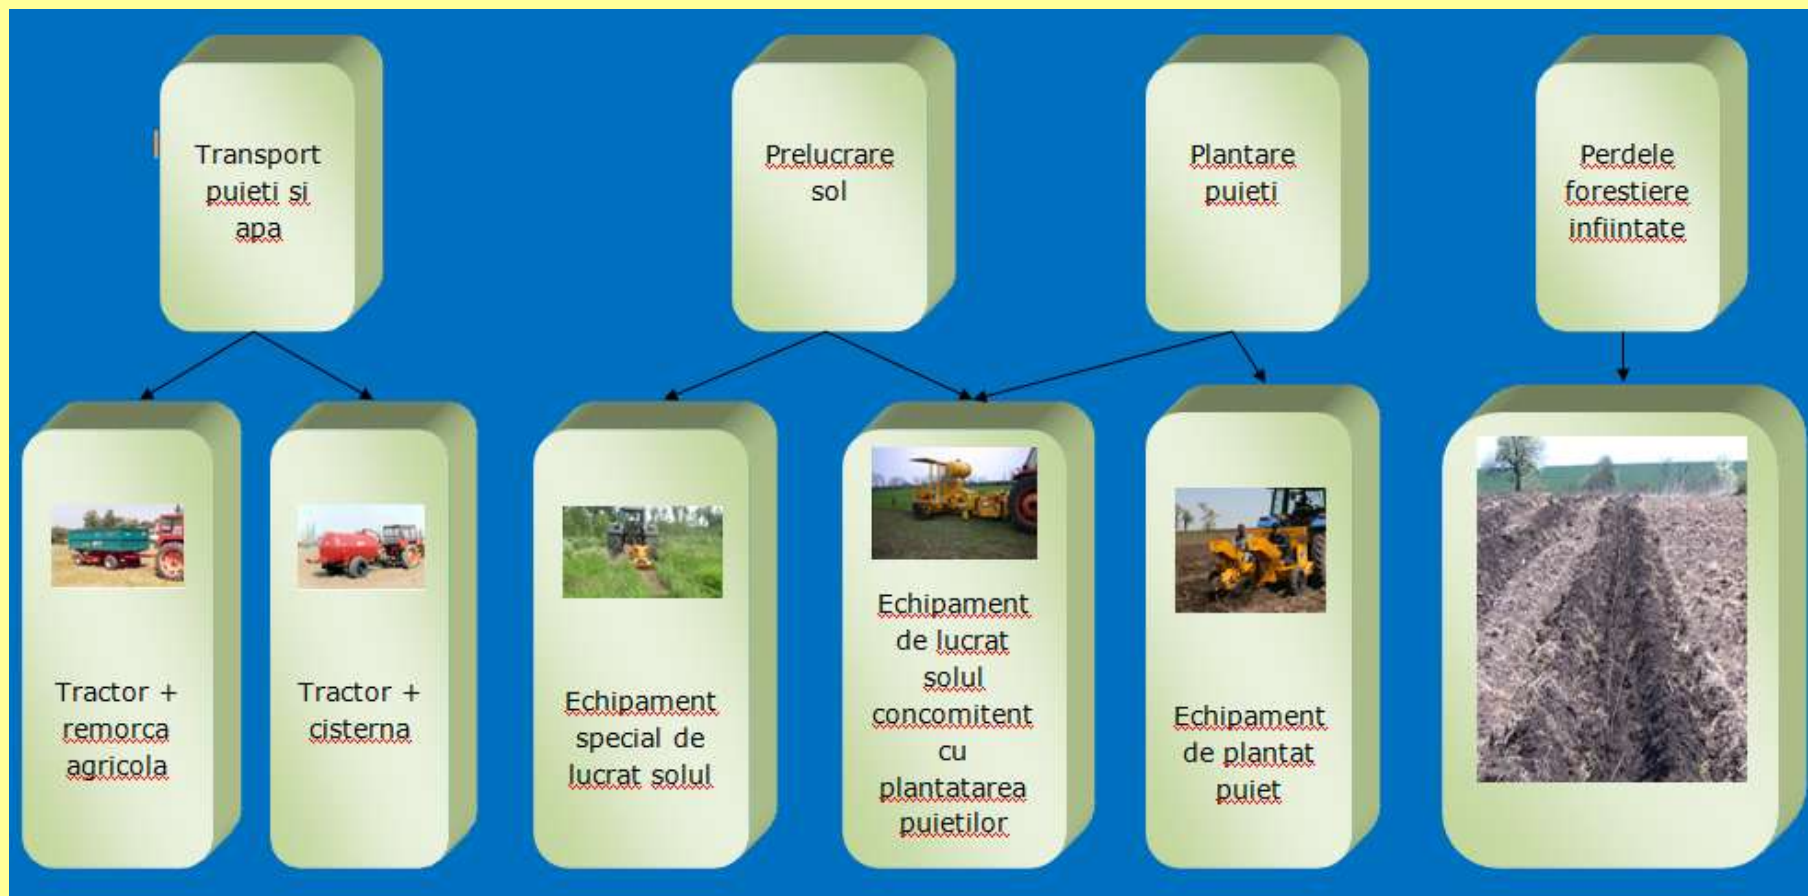 Transport
puieti si
apa
Prelucrare
sol
Plantare
puieti
Perdele
forestiere
infiintate
Tractor +
remorca
agricola
Tractor +
cisterna
Echipament
special de
lucrat solul
Echipament
de lucrat
solul
concomitent
cu
plantatarea
puietilor
Echipament
de plantat
puiet